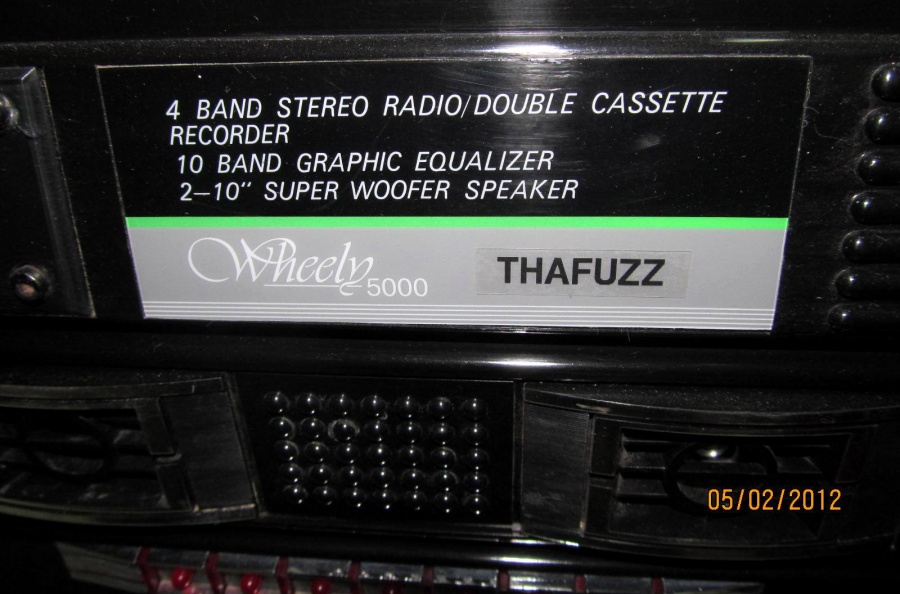 4 BAND STEREO RADIO/DOUBLE CASSETTE
RECORDER
10 BAND GRAPHIC EQUALIZER
2–10" SUPER WOOFER SPEAKER
Wheely 5000
THAFUZZ
05/02/2012